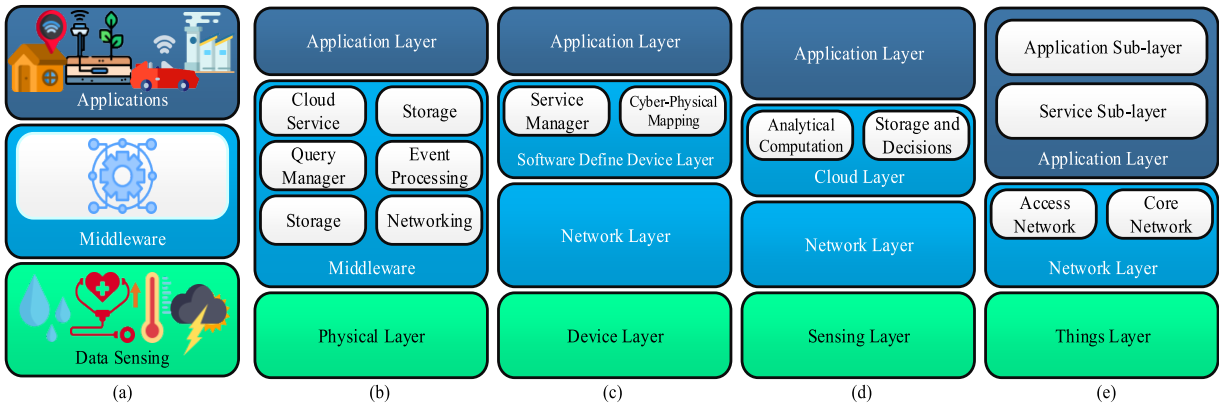 Applications
Middleware
Data Sensing
(a)
Application Layer
Cloud
Service
Storage
Query
Manager
Event
Processing
Storage
Networking
Middleware
Physical Layer
(b)
Application Layer
Service
Manager
Cyber-Physical
Mapping
Software Define Device Layer
Network Layer
Device Layer
(c)
Application Layer
Analytical
Computation
Storage and
Decisions
Cloud Layer
Network Layer
Sensing Layer
(d)
Application Sub-layer
Service Sub-layer
Application Layer
Access
Network
Core
Network
Network Layer
Things Layer
(e)